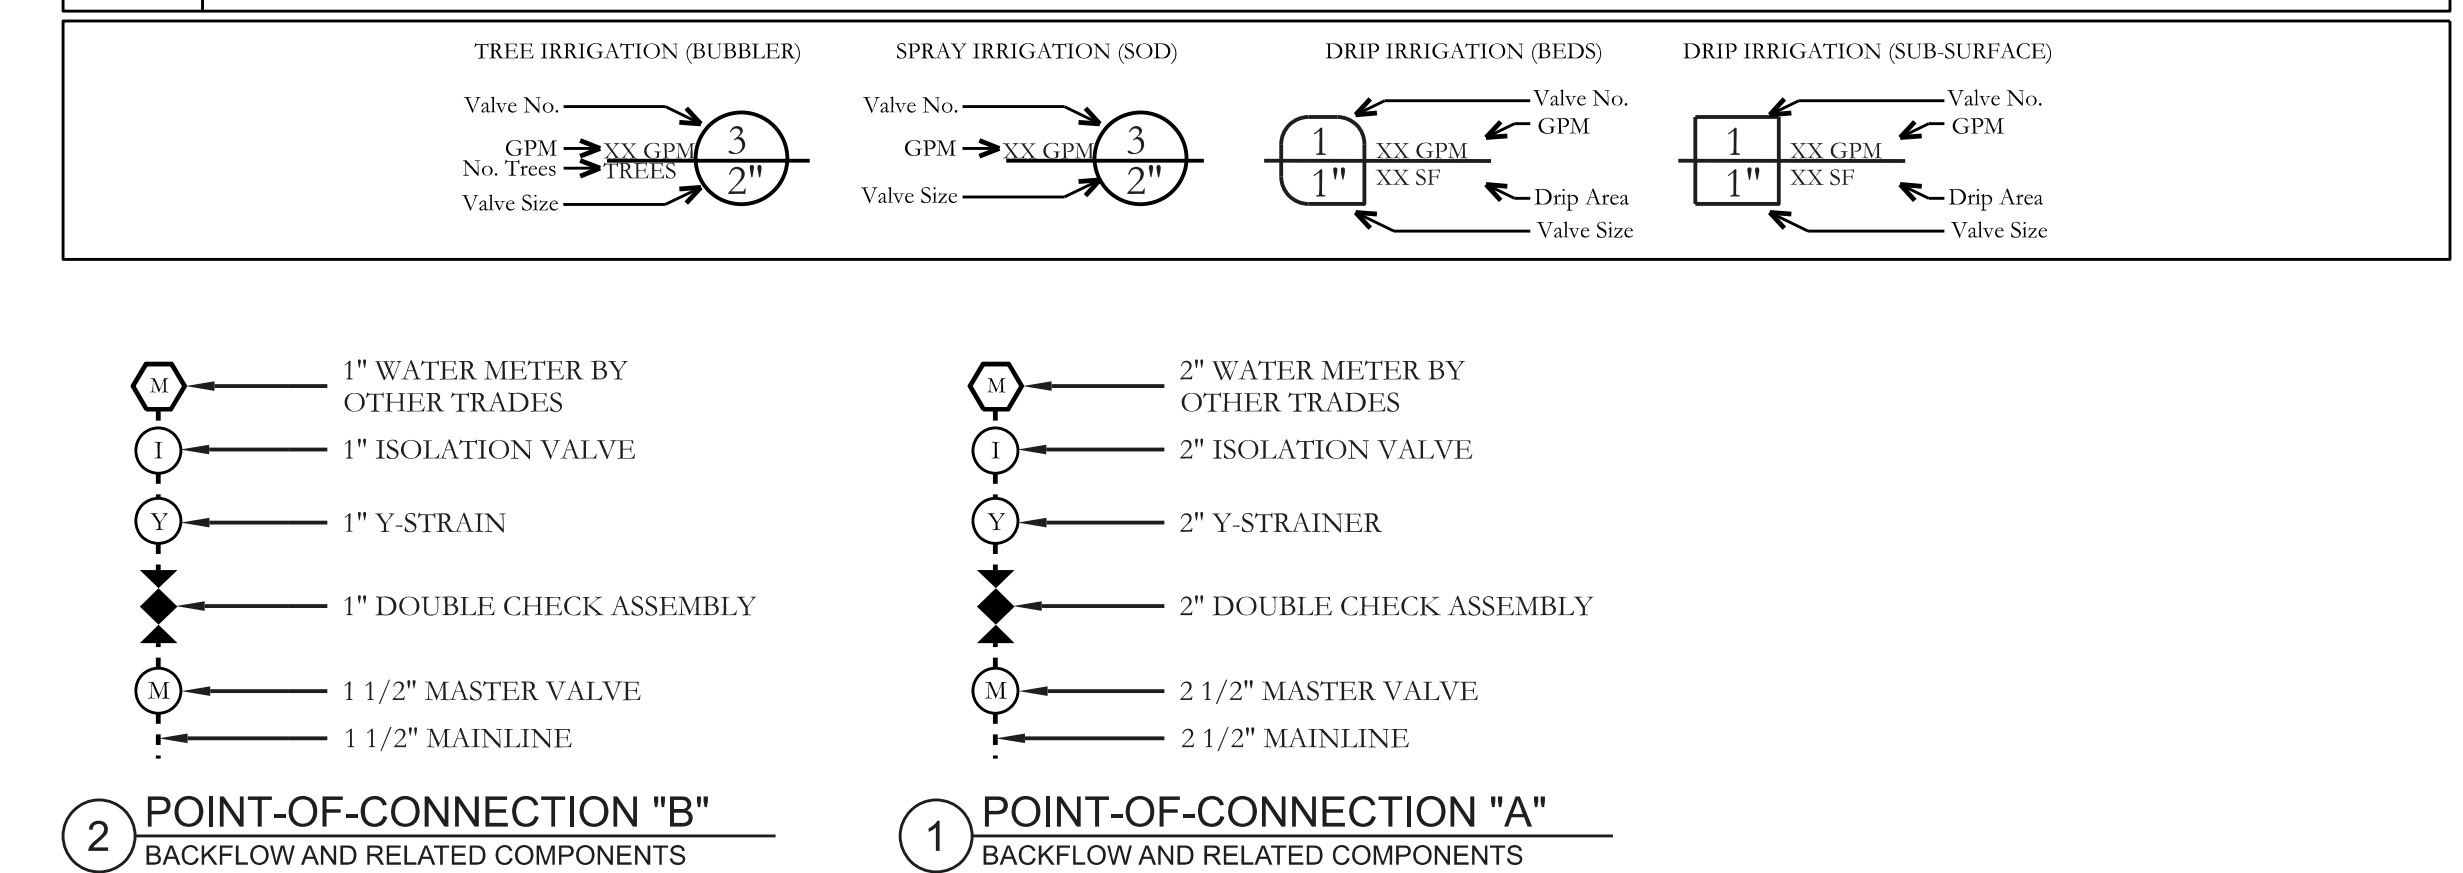 TREE IRRIGATION (BUBBLER)
Valve No.
GPM
No. Trees
Valve Size
XX GPM
TREES
3
2"
SPRAY IRRIGATION (SOD)
Valve No.
GPM
Valve Size
XX GPM
3
2"
DRIP IRRIGATION (BEDS)
1
1"
XX GPM
XX SF
Valve No.
GPM
Drip Area
Valve Size
DRIP IRRIGATION (SUB-SURFACE)
1
1"
XX GPM
XX SF
Valve No.
GPM
Drip Area
Valve Size
M
1" WATER METER BY
OTHER TRADES
I
1" ISOLATION VALVE
Y
1" Y-STRAIN
1" DOUBLE CHECK ASSEMBLY
M
1 1/2" MASTER VALVE
1 1/2" MAINLINE
2
POINT-OF-CONNECTION "B"
BACKFLOW AND RELATED COMPONENTS
M
2" WATER METER BY
OTHER TRADES
I
2" ISOLATION VALVE
Y
2" Y-STRAINER
2" DOUBLE CHECK ASSEMBLY
M
2 1/2" MASTER VALVE
2 1/2" MAINLINE
1
POINT-OF-CONNECTION "A"
BACKFLOW AND RELATED COMPONENTS